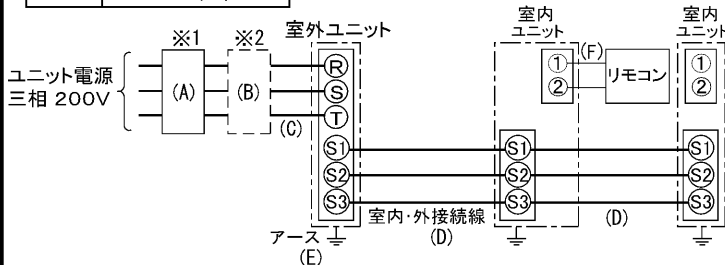 ※1
※2
室外ユニット
室内
ユニット
室内
ユニット
ユニット電源
三相 200V
(A)
(B)
(C)
R
S
T
①
②
(F)
リモコン
①
②
S1
S2
S3
S1
S2
S3
S1
S2
S3
室内・外接続線
(D)
(D)
アース
(E)